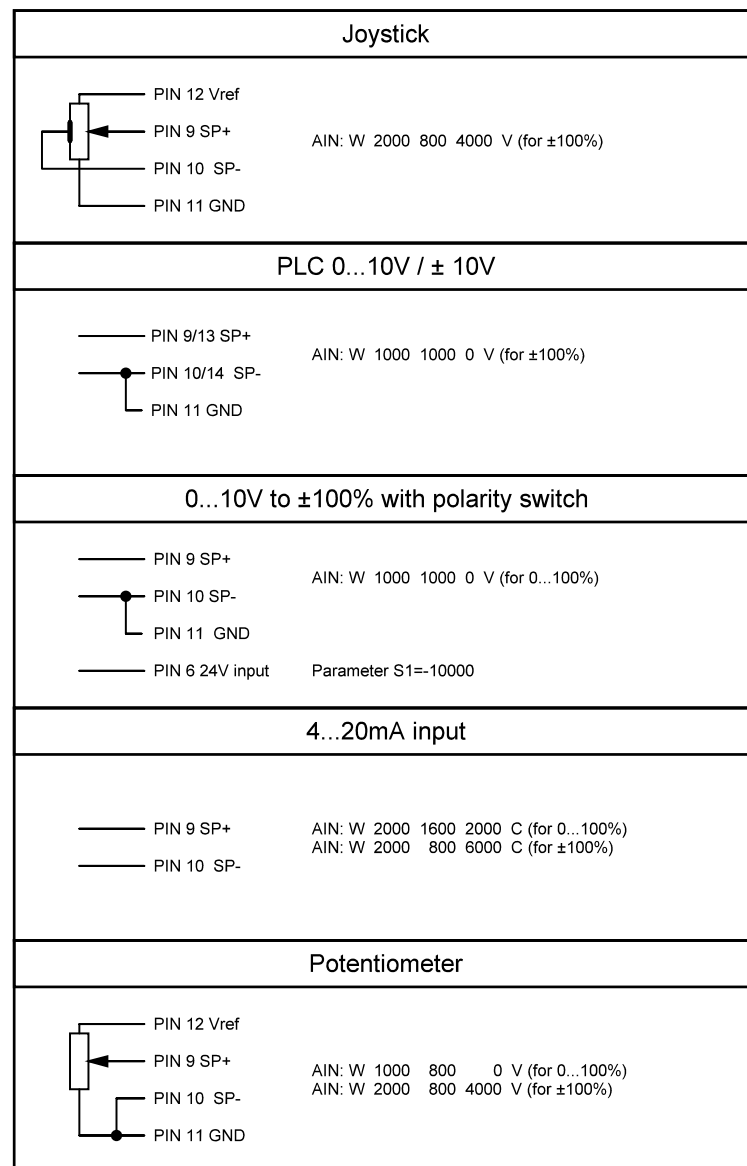 Joystick
PIN 12 Vref
PIN 9 SP+
AIN: W 2000 800 4000 V (for ±100%)
PIN 10 SP-
PIN 11 GND
PLC 0...10V / ± 10V
PIN 9/13 SP+
AIN: W 1000 1000 0 V (for ±100%)
PIN 10/14 SP-
PIN 11 GND
0...10V to ±100% with polarity switch
PIN 9 SP+
AIN: W 1000 1000 0 V (for 0...100%)
PIN 10 SP-
PIN 11 GND
PIN 6 24V input Parameter S1=-10000
4...20mA input
PIN 9 SP+ AIN: W 2000 1600 2000 C (for 0...100%)
AIN: W 2000 800 6000 C (for ±100%)
PIN 10 SP-
Potentiometer
PIN 12 Vref
PIN 9 SP+
AIN: W 1000 800 0 V (for 0...100%)
AIN: W 2000 800 4000 V (for ±100%)
PIN 10 SP-
PIN 11 GND